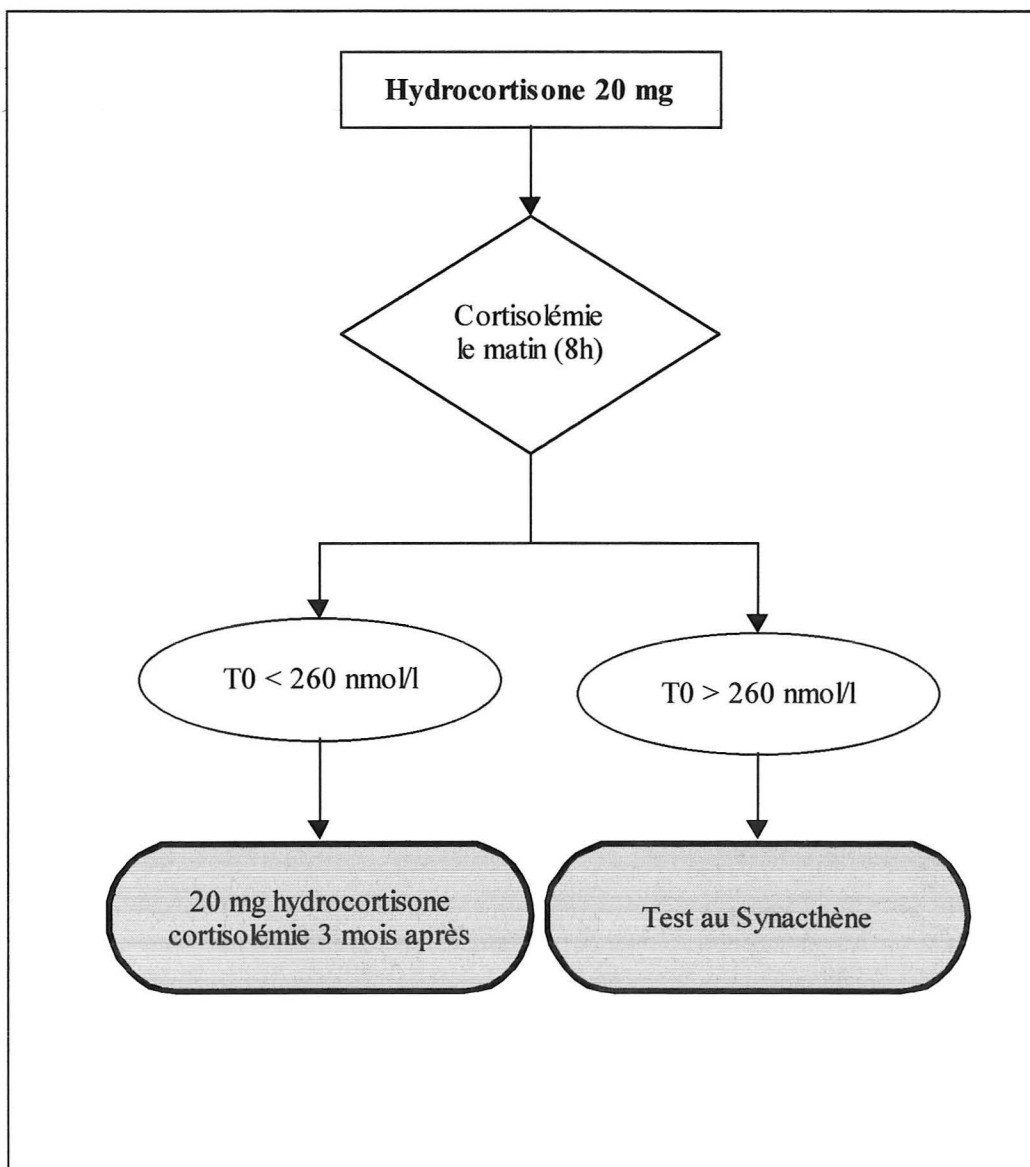 Hydrocortisone 20 mg
Cortisolémie
le matin (8h)
T0 < 260 nmol/l
T0 > 260 nmol/l
20 mg hydrocortisone
cortisolémie 3 mois après
Test au Synacthène